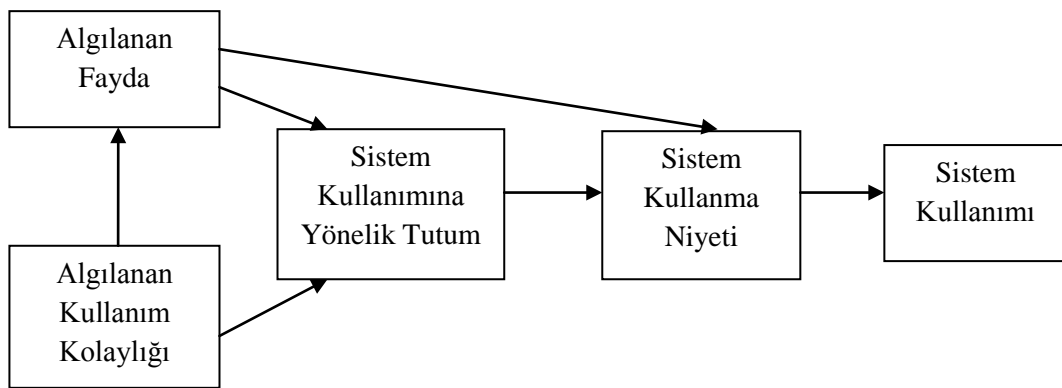 Algılanan
Fayda
Sistem
Kullanımına
Yönelik Tutum
Sistem
Kullanma
Niyeti
Sistem
Kullanımı
Algılanan
Kullanım
Kolaylığı